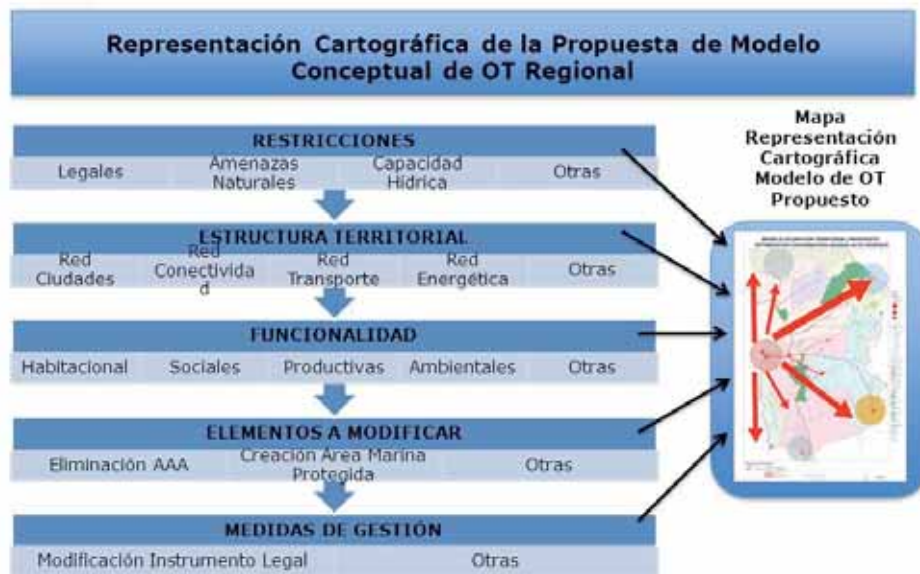 Representación Cartográfica de la Propuesta de Modelo
Conceptual de OT Regional
RESTRICCIONES
Legales
Amenazas
Naturales
Capacidad
Hídrica
Otras
ESTRUCTURA TERRITORIAL
Red
Ciudades
Red
Conectivida
d
Red
Transporte
Red
Energética
Otras
FUNCIONALIDAD
Habitacional
Sociales
Productivas
Ambientales
Otras
ELEMENTOS A MODIFICAR
Eliminación AAA
Creación Area Marina
Protegida
Otras
MEDIDAS DE GESTIÓN
Modificación Instrumento Legal
Otras
Mapa
Representación
Cartográfica
Modelo de OT
Propuesto